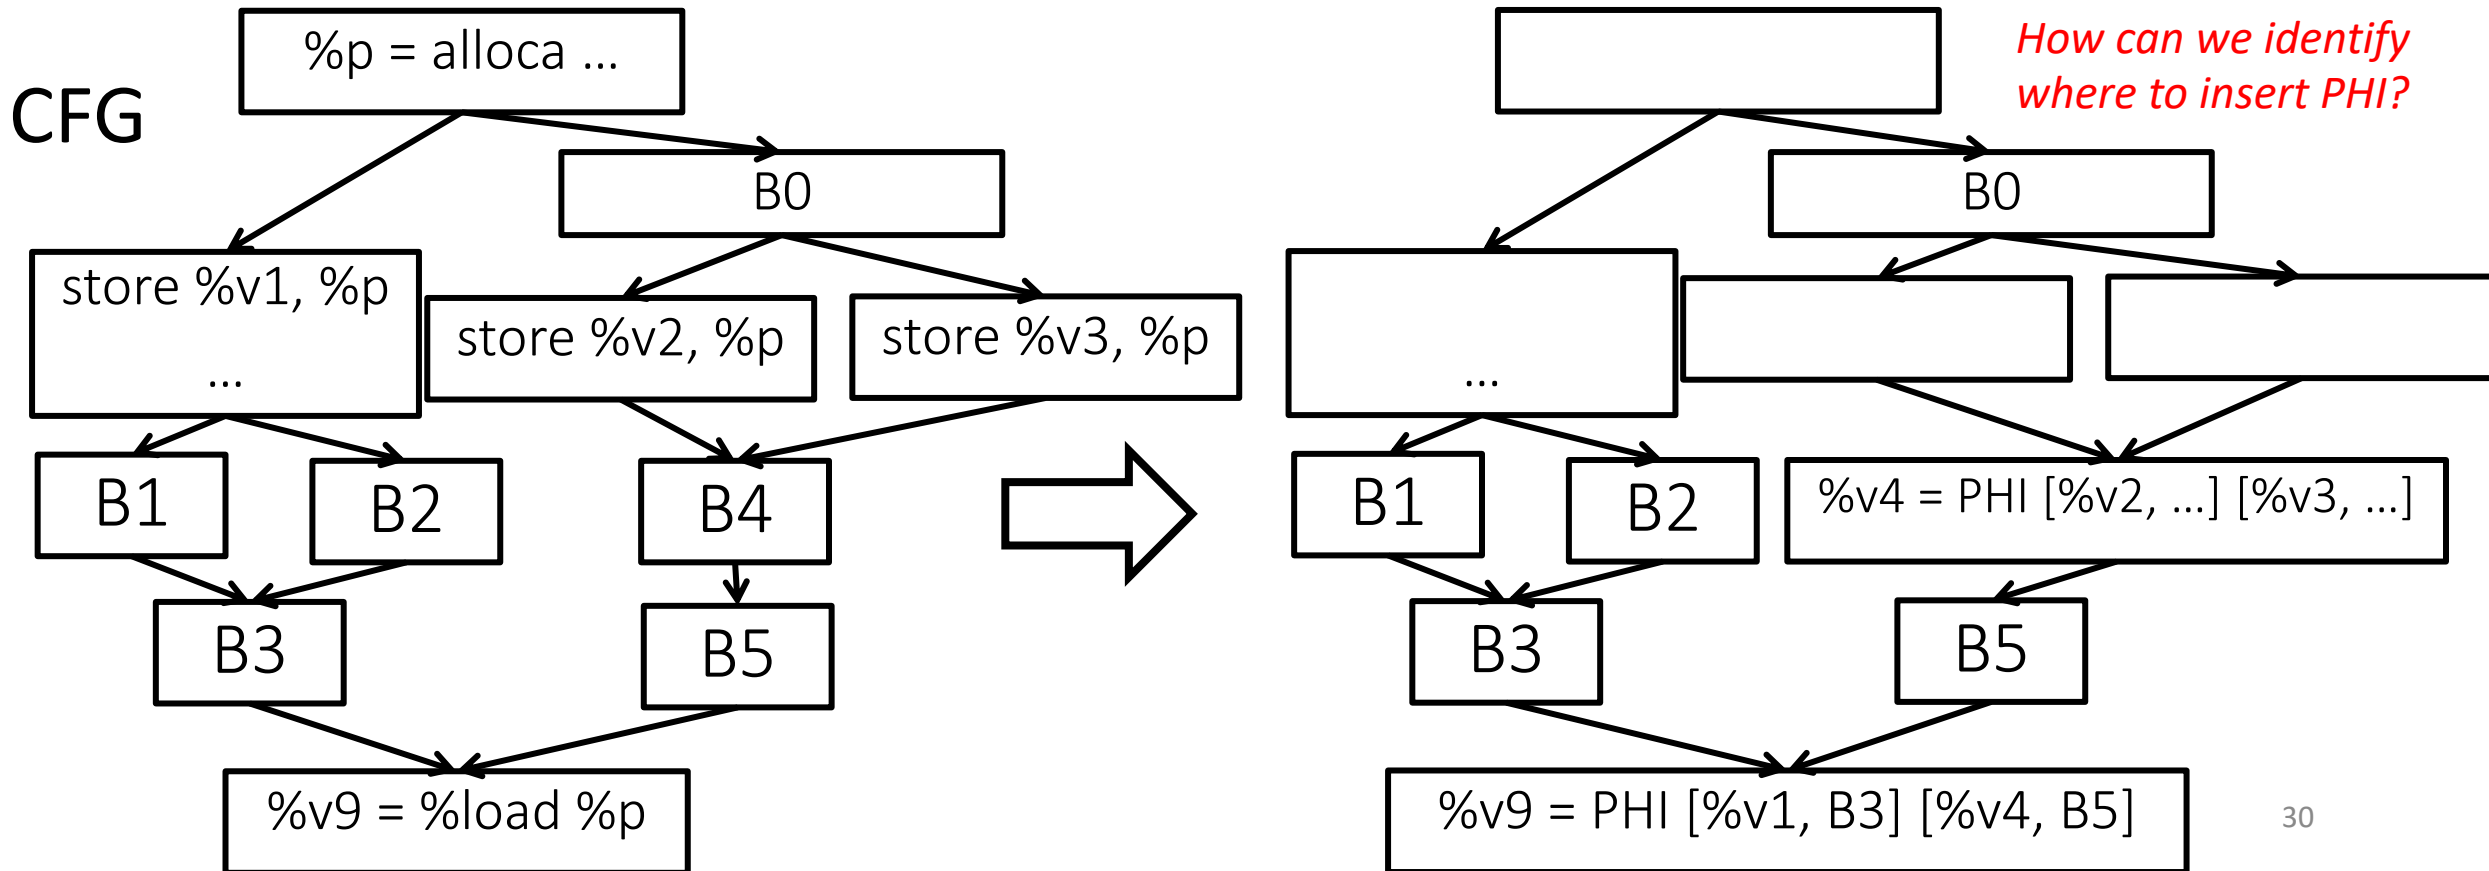 CFG
%p = alloca ...
B0
store %v1, %p
...
store %v2, %p
store %v3, %p
B1
B2
B4
B3
B5
%v9 = %load %p
How can we identify
where to insert PHI?
B0
...
B1
B2
%v4 = PHI [%v2, ...] [%v3, ...]
B3
B5
%v9 = PHI [%v1, B3] [%v4, B5]
30